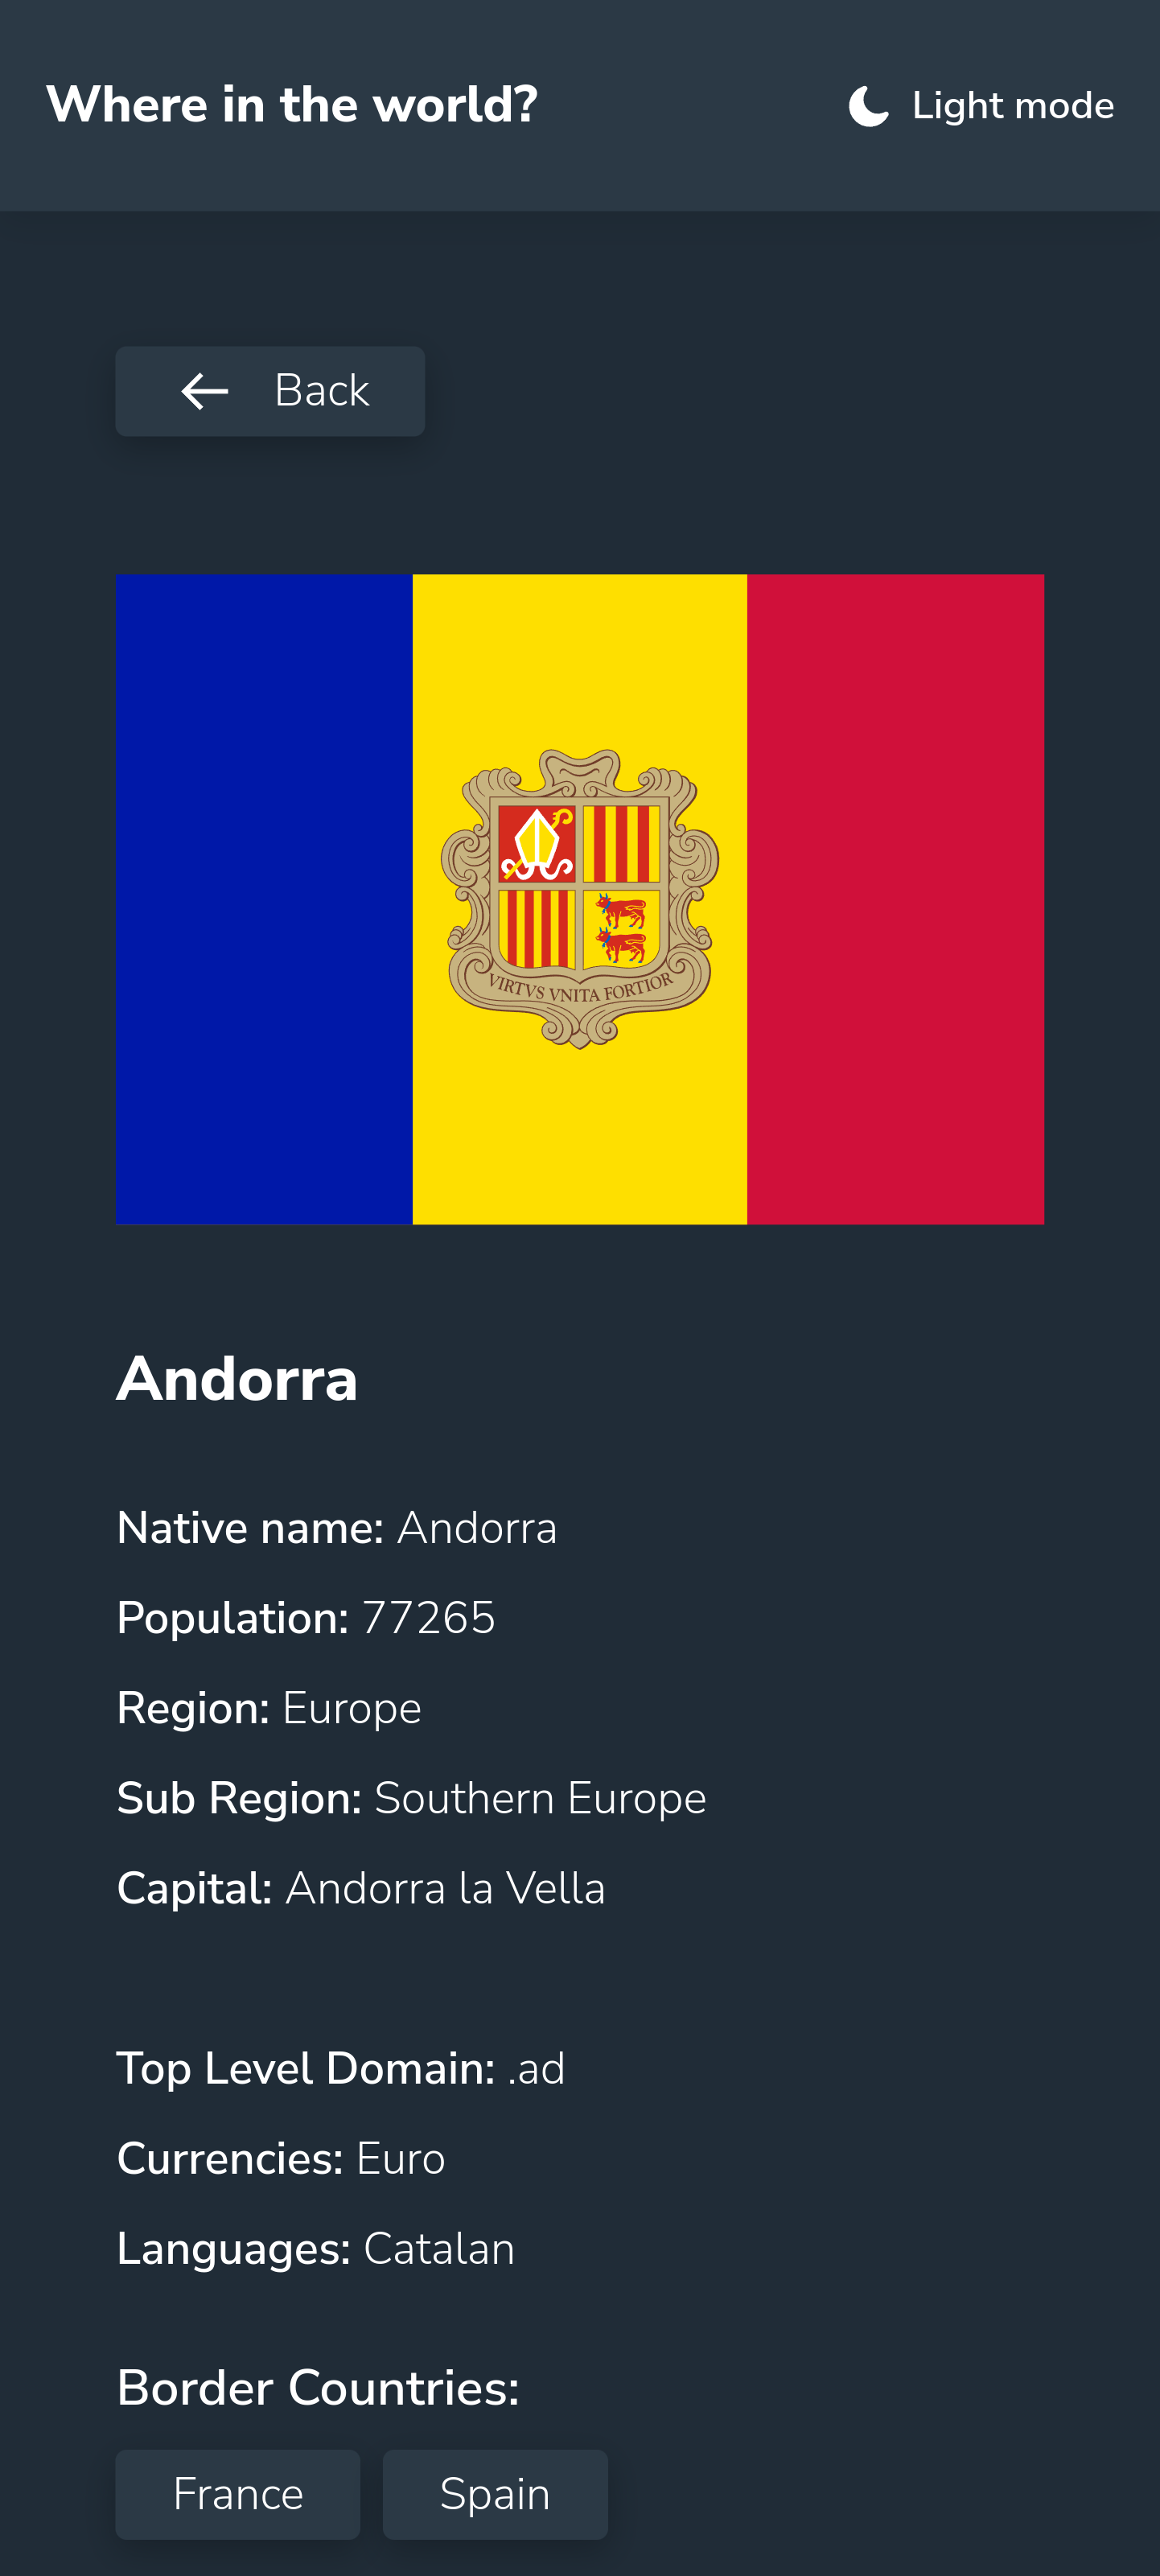 Where in the world?
Light mode
Back
VIRTVS VNITA FORTIOR
Andorra
Native name: Andorra
Population: 77265
Region: Europe
Sub Region: Southern Europe
Capital: Andorra la Vella
Top Level Domain: .ad
Currencies: Euro
Languages: Catalan
Border Countries:
France
Spain